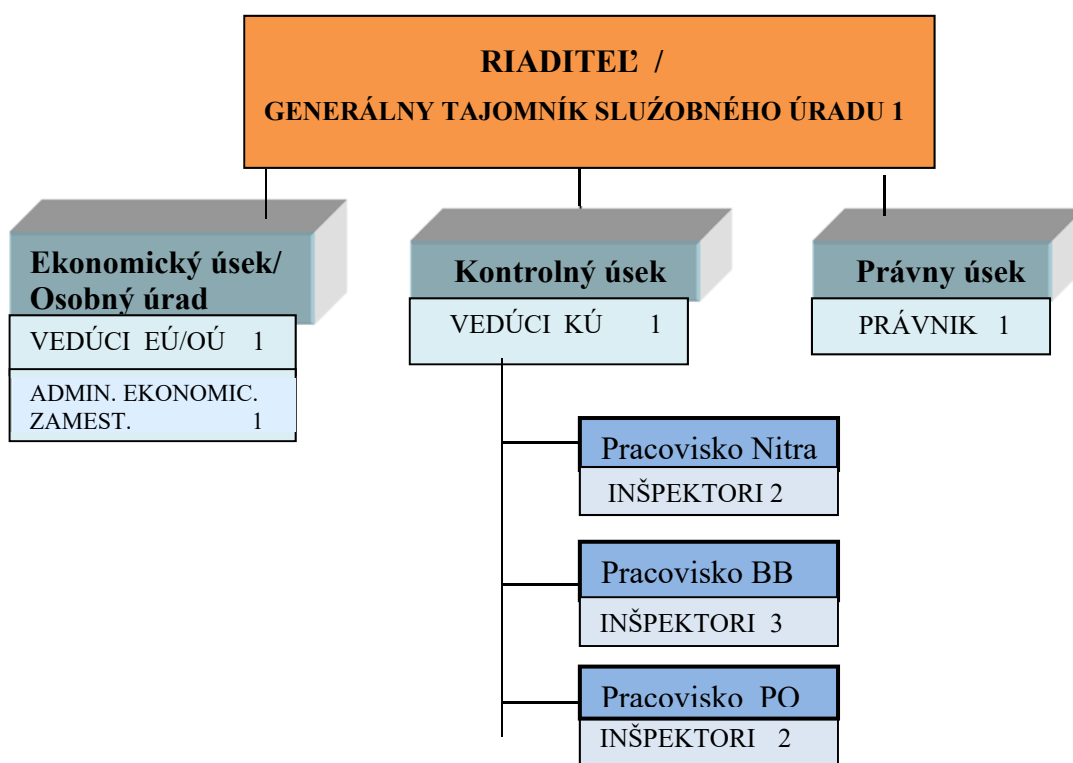 RIADITEĽ /
GENERÁLNY TAJOMNÍK SLUŹOBNÉHO ÚRADU 1
Ekonomický úsek/
Osobný úrad
VEDÚCI EÚ/OÚ 1
ADMIN. EKONOMIC.
ZAMEST. 1
Kontrolný úsek
VEDÚCI KÚ 1
Právny úsek
PRÁVNIK 1
Pracovisko Nitra
INŠPEKTORI 2
Pracovisko BB
INŠPEKTORI 3
Pracovisko PO
INŠPEKTORI 2